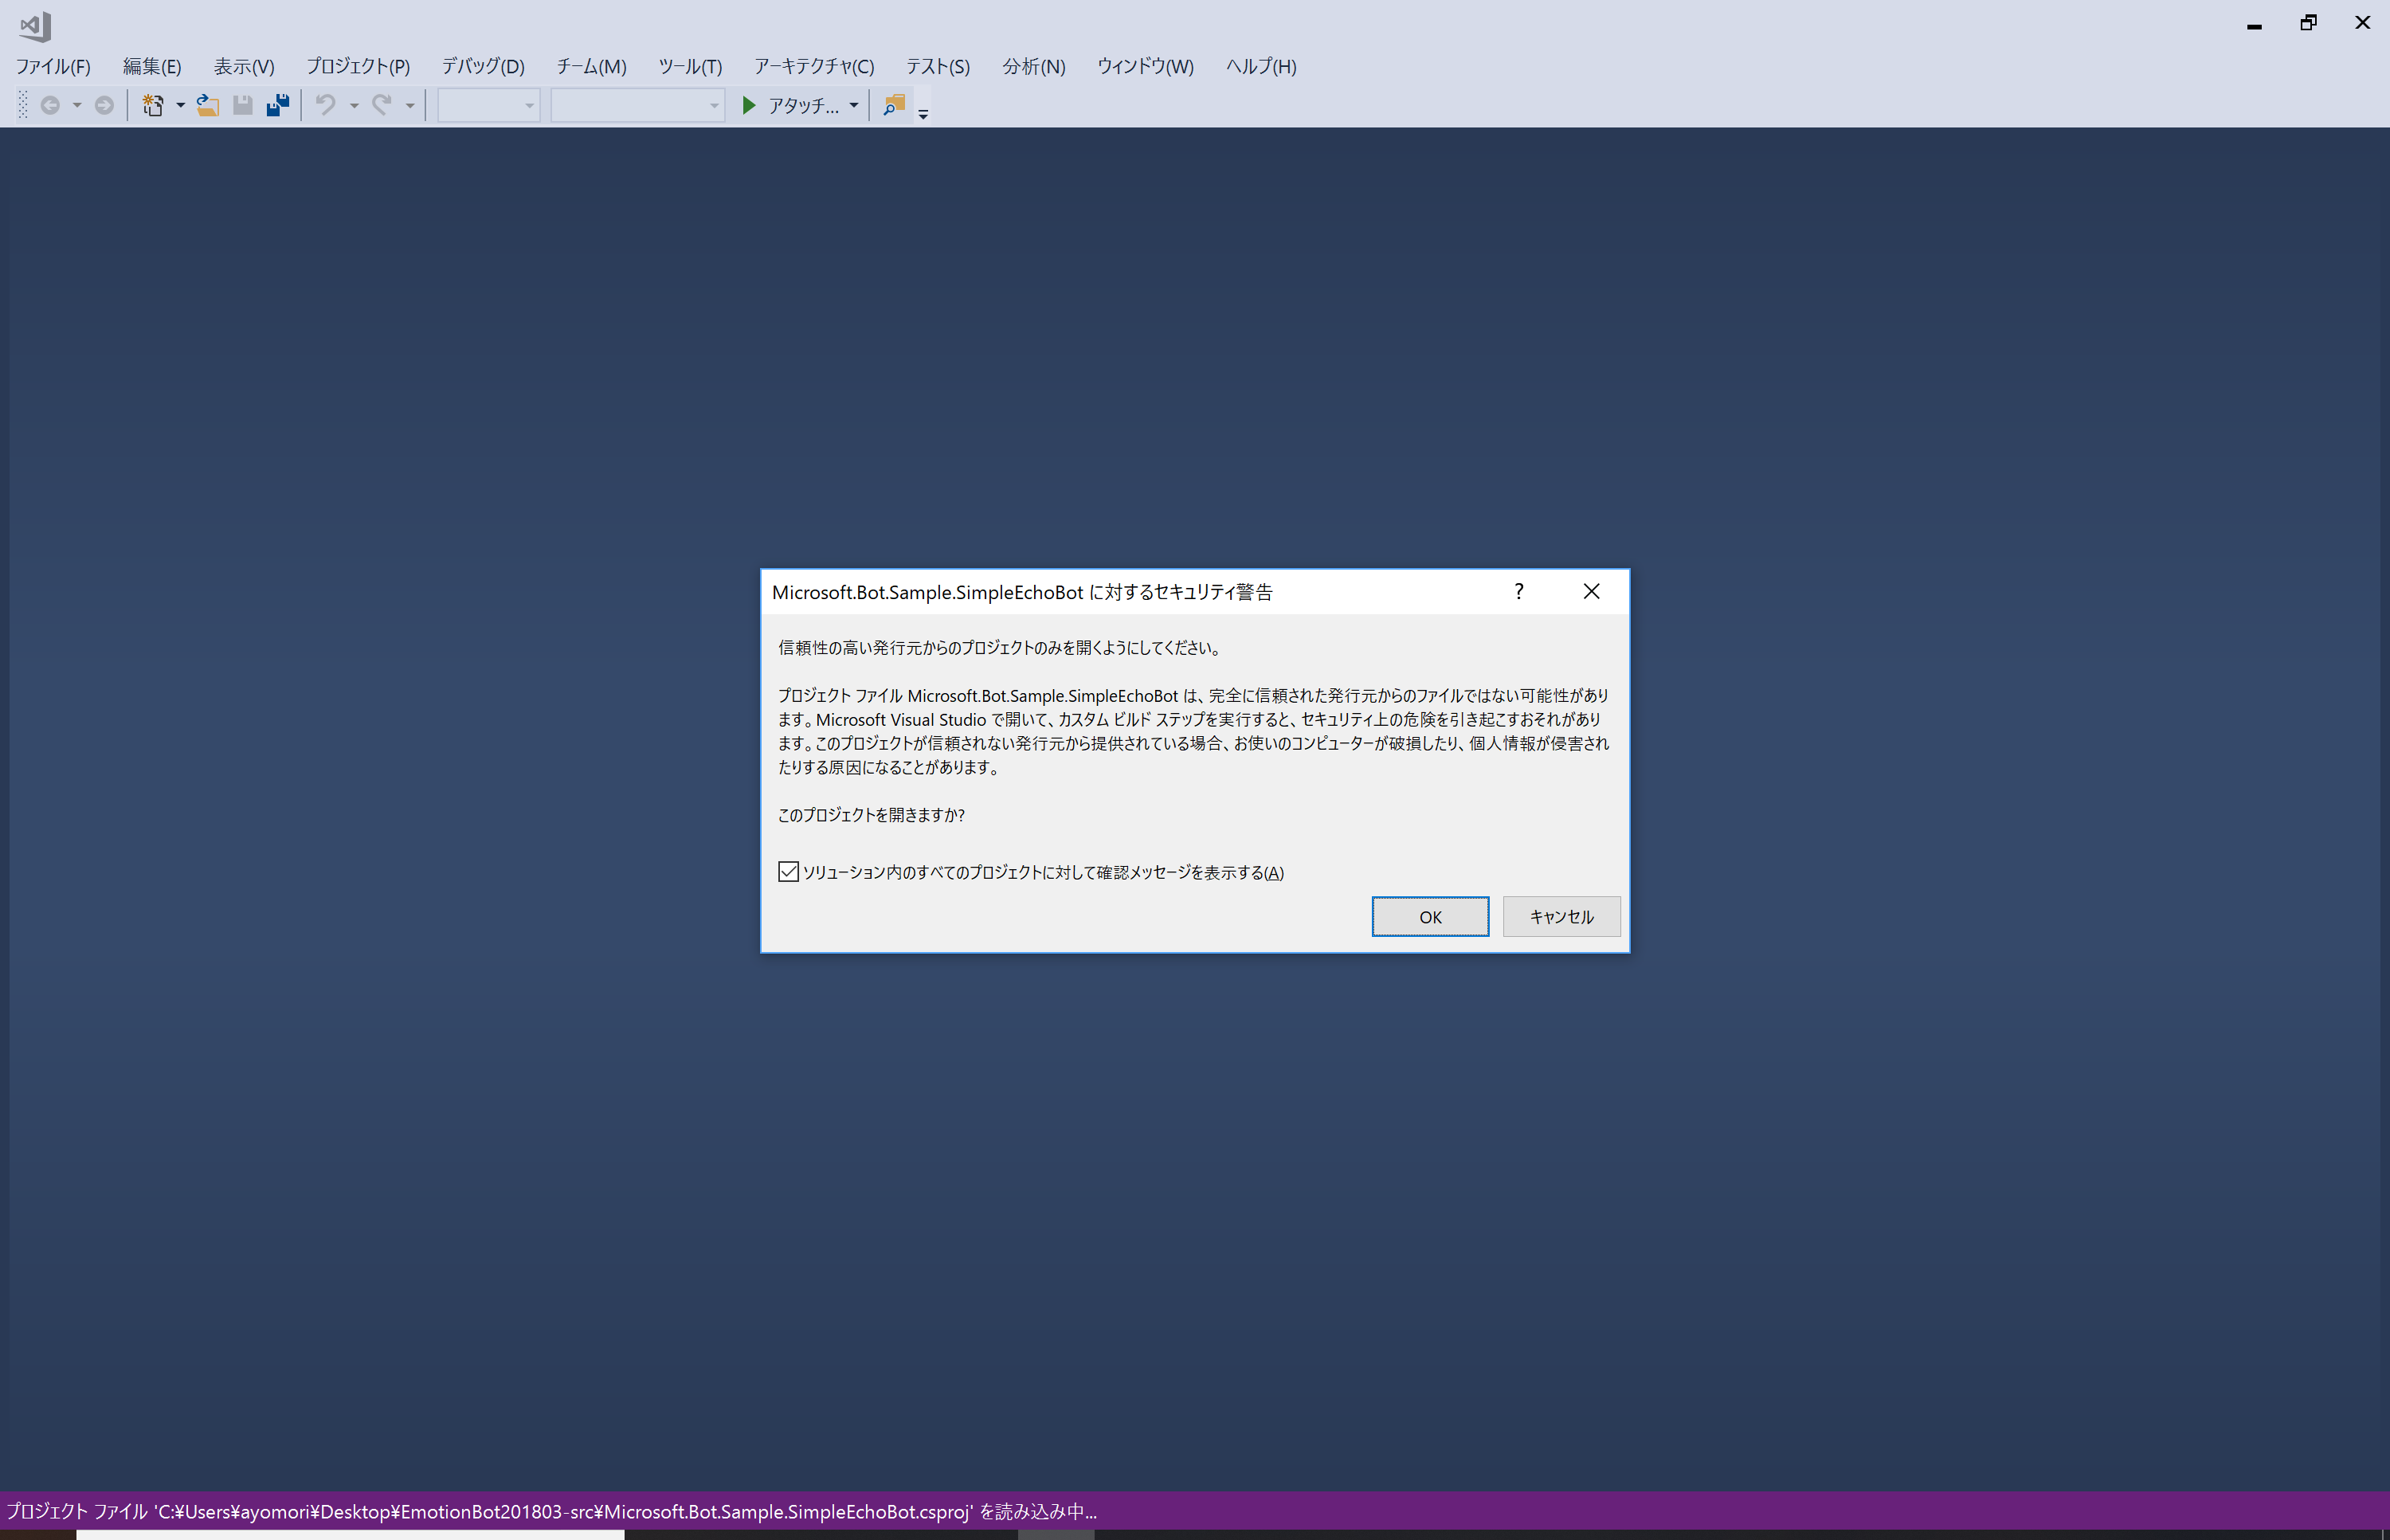 ファイル(F) 編集(E) 表示(V) プロジェクト(P) デバッグ(D) チーム(M) ツール(T) アーキテクチャ(C) テスト(S) 分析(N) ウィンドウ(W) ヘルプ(H)
アタッチ...
Microsoft.Bot.Sample.SimpleEchoBot に対するセキュリティ警告
信頼性の高い発行元からのプロジェクトのみを開くようにしてください。
プロジェクト ファイル Microsoft.Bot.Sample.SimpleEchoBot は、完全に信頼された発行元からのファイルではない可能性があり
ます。Microsoft Visual Studio で開いて、カスタム ビルド ステップを実行すると、セキュリティ上の危険を引き起こすおそれがあり
ます。このプロジェクトが信頼されない発行元から提供されている場合、お使いのコンピューターが破損したり、個人情報が侵害され
たりする原因になることがあります。
このプロジェクトを開きますか?
ソリューション内のすべてのプロジェクトに対して確認メッセージを表示する(A)
OK キャンセル
プロジェクト ファイル 'C:¥Users¥ayomori¥Desktop¥EmotionBot201803-src¥Microsoft.Bot.Sample.SimpleEchoBot.csproj' を読み込み中...